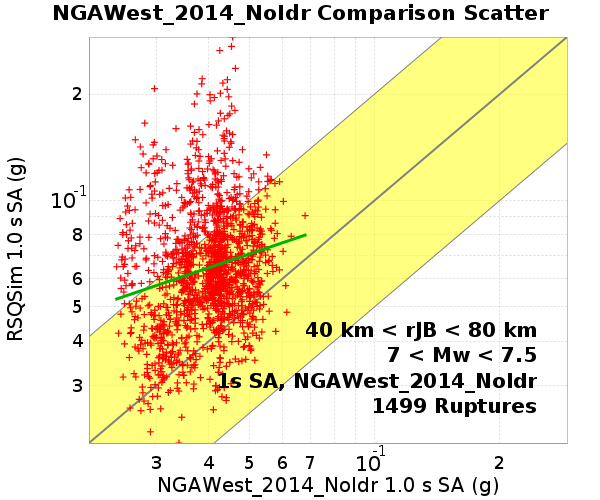 NGAWest_2014_NoIdr Comparison Scatter
RSQSim 1.0 s SA (g)
2
10-1
8
6
5
4
3
40 km < rJB < 80 km
7 < Mw < 7.5
1s SA, NGAWest_2014_NoIdr
1499 Ruptures
3 4 5 6 7 10-1 2
NGAWest_2014_NoIdr 1.0 s SA (g)